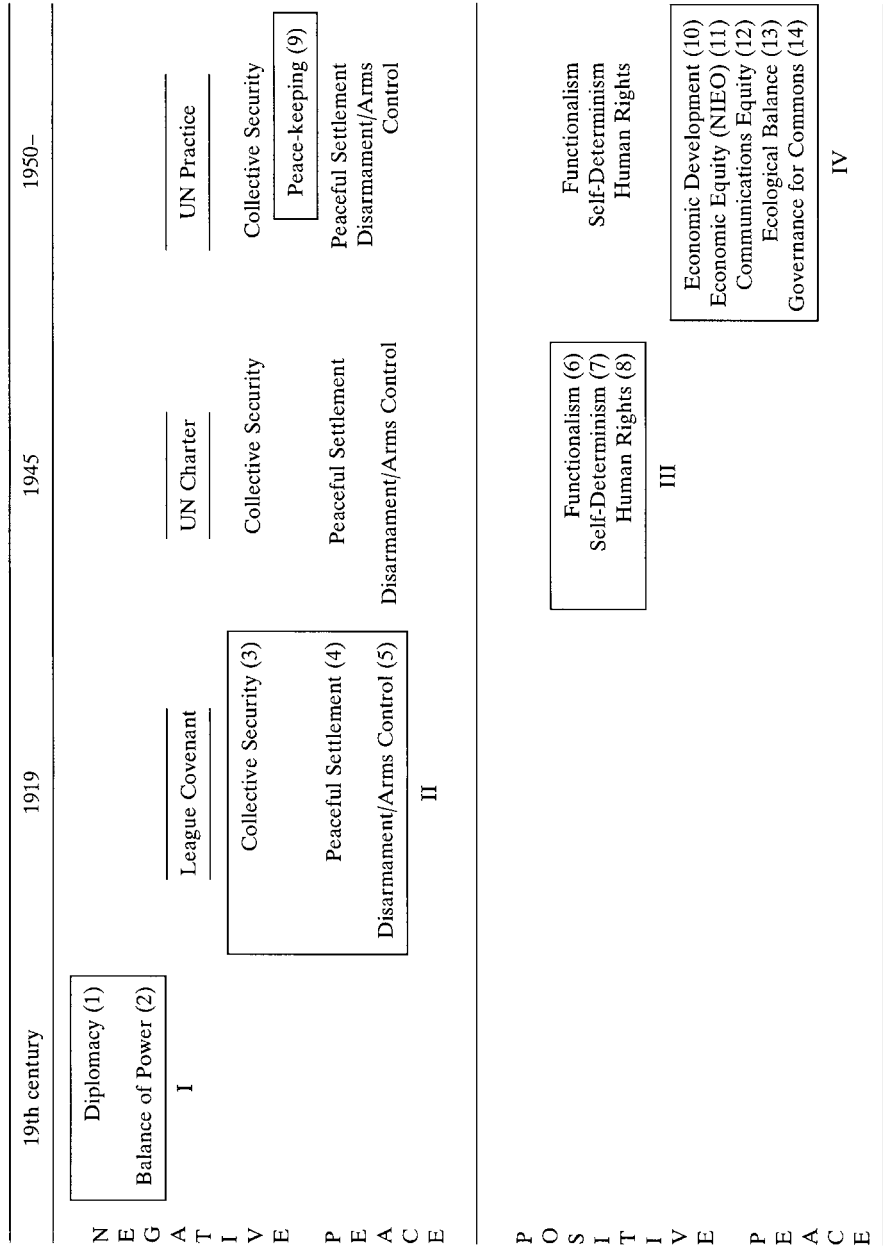 19th century
1919
1945
1950–
NEGATIVE PEACE
Diplomacy (1)
Balance of Power (2)
I
League Covenant
Collective Security (3)
Peaceful Settlement (4)
Disarmament/Arms Control (5)
II
UN Charter
Collective Security
Peaceful Settlement
Disarmament/Arms Control
UN Practice
Collective Security
Peace-keeping (9)
Peaceful Settlement
Disarmament/Arms
Control
POSITIVE PEACE
Functionalism (6)
Self-Determinism (7)
Human Rights (8)
III
Functionalism
Self-Determinism
Human Rights
Economic Development (10)
Economic Equity (NIEO) (11)
Communications Equity (12)
Ecological Balance (13)
Governance for Commons (14)
IV